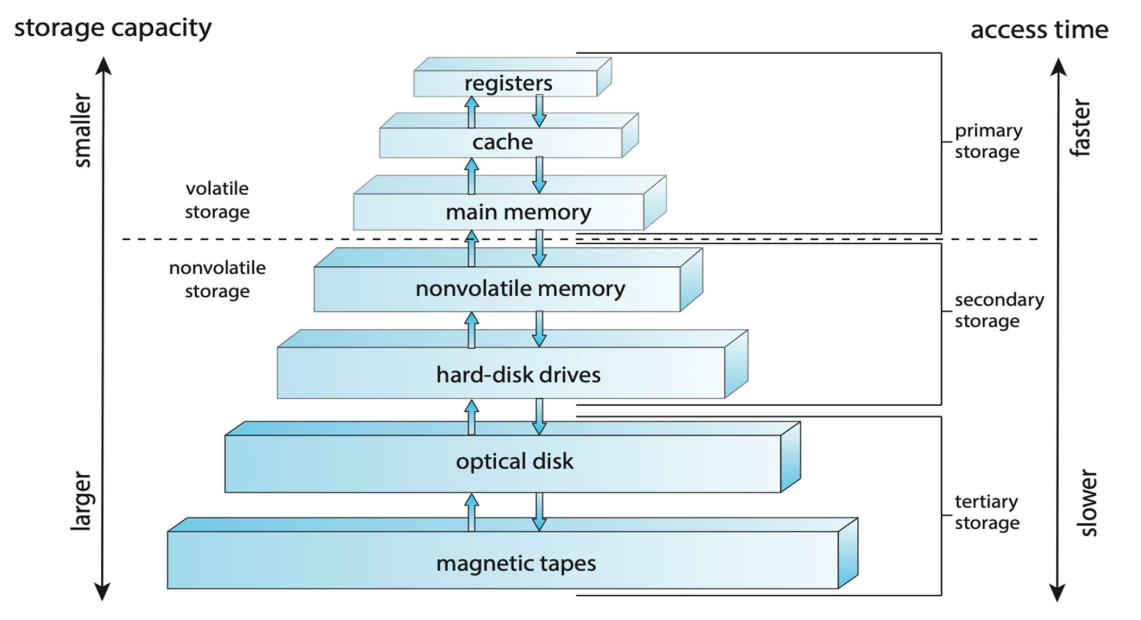 storage capacity
access time
smaller
faster
registers
cache
primary
storage
volatile
storage
main memory
nonvolatile
storage
nonvolatile memory
secondary
storage
hard-disk drives
optical disk
larger
slower
tertiary
storage
magnetic tapes